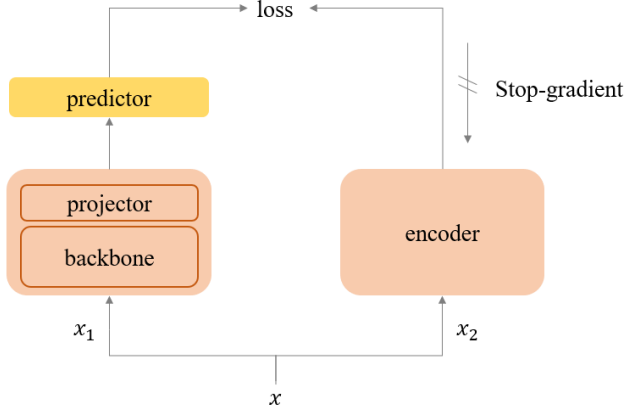 loss
predictor
Stop-gradient
projector
backbone
encoder
x₁
x₂
x